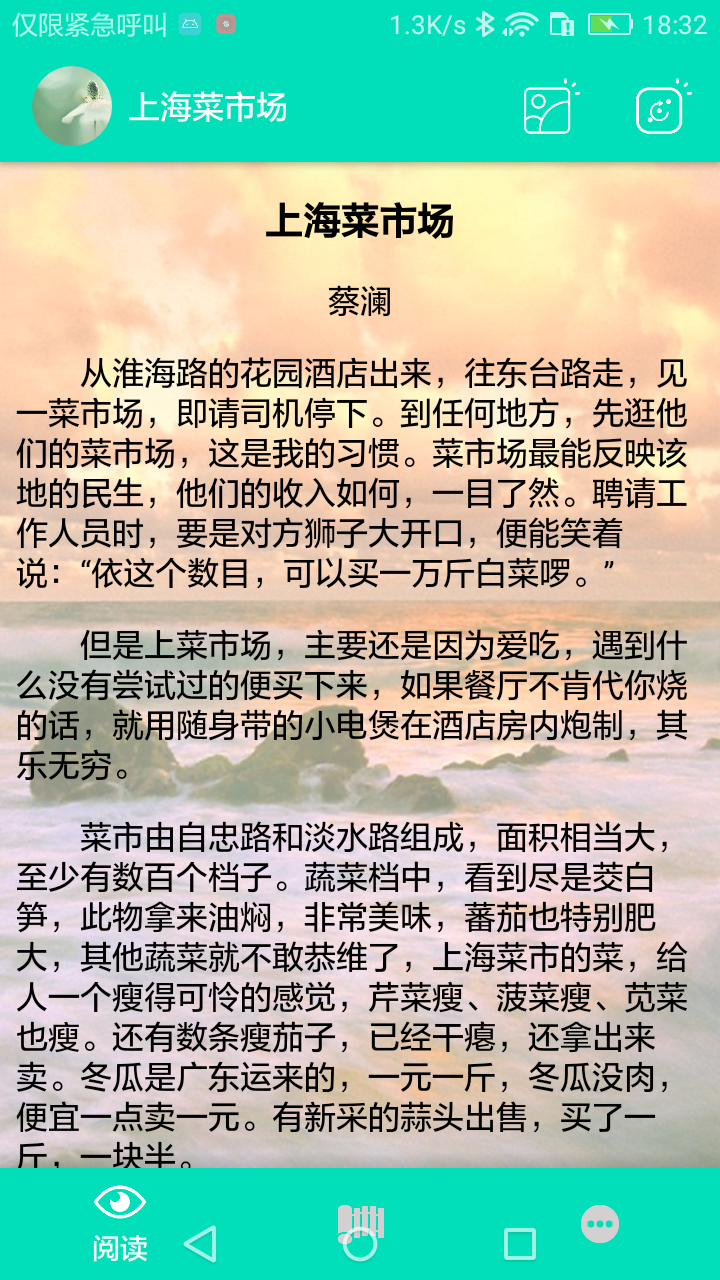 仅限紧急呼叫 1.3K/s 18:32
上海菜市场
上海菜市场
蔡澜
从淮海路的花园酒店出来，往东台路走，见
一菜市场，即请司机停下。到任何地方，先逛他
们的菜市场，这是我的习惯。菜市场最能反映该
地的民生，他们的收入如何，一目了然。聘请工
作人员时，要是对方狮子大开口，便能笑着
说：“依这个数目，可以买一万斤白菜啰。”
但是上菜市场，主要还是因为爱吃，遇到什
么没有尝试过的便买下来，如果餐厅不肯代你烧
的话，就用随身带的小电煲在酒店房内炮制，其
乐无穷。
菜市由自忠路和淡水路组成，面积相当大，
至少有数百个档子。蔬菜档中，看到尽是茭白
笋，此物拿来油焖，非常美味，蕃茄也特别肥
大，其他蔬菜就不敢恭维了，上海菜市的菜，给
人一个瘦得可怜的感觉，芹菜瘦、菠菜瘦、苋菜
也瘦。还有数条瘦茄子，已经干瘪，还拿出来
卖。冬瓜是广东运来的，一元一斤，冬瓜没肉，
便宜一点卖一元。有新采的蒜头出售，买了一
斤，一块半。
阅读